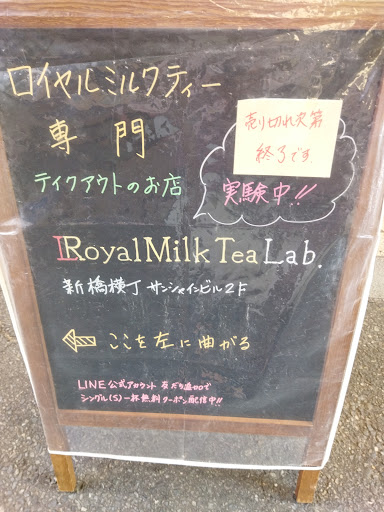 ロイヤルミルクティー
専門
テイクアウトのお店
売り切れ次第
終了です
実験中!!
Royal Milk Tea Lab.
新橋横丁 サンシャインビル2F
ここを左に曲がる
LINE公式アカウント 友だち追加で
シングル(S)一杯無料クーポン配信中!!